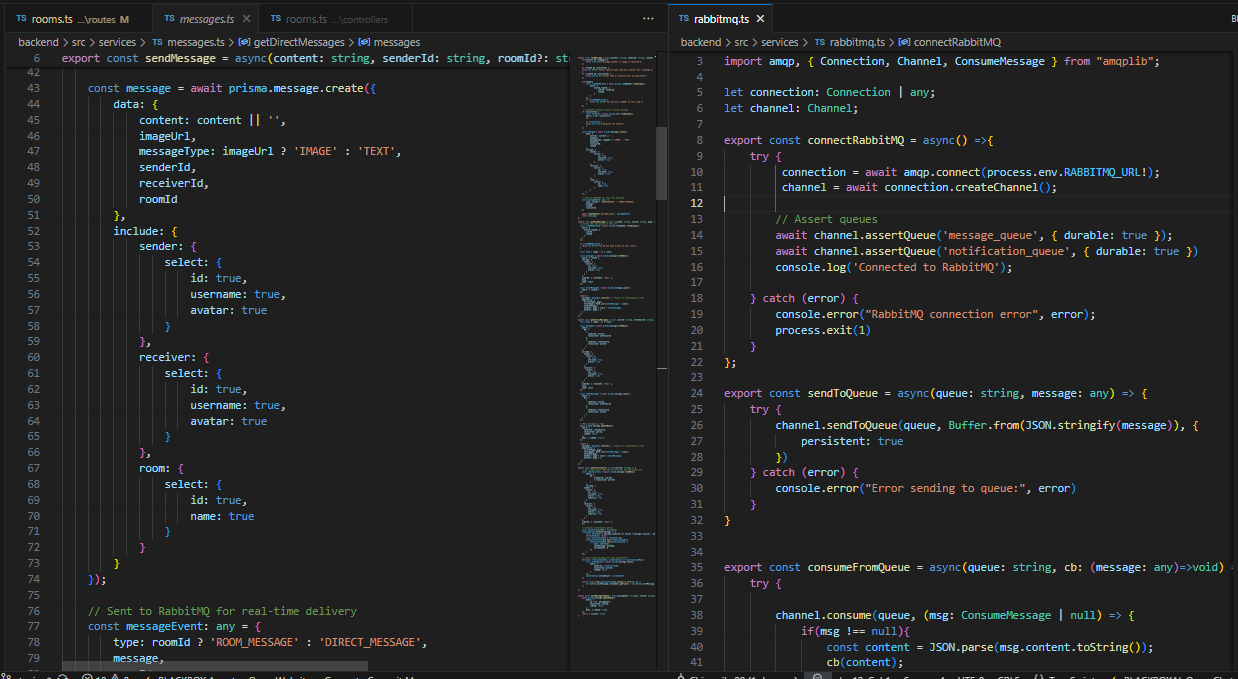 TS rooms.ts ...\routes M
TS messages.ts ×
TS rooms.ts ...\controllers
...
backend > src > services > TS messages.ts > getDirectMessages > messages
6 export const sendMessage = async(content: string, senderId: string, roomId?: st
42
43 const message = await prisma.message.create({
44 data: {
45 content: content || '',
46 imageUrl,
47 messageType: imageUrl ? 'IMAGE' : 'TEXT',
48 senderId,
49 receiverId,
50 roomId
51 },
52 include: {
53 sender: {
54 select: {
55 id: true,
56 username: true,
57 avatar: true
58 }
59 },
60 receiver: {
61 select: {
62 id: true,
63 username: true,
64 avatar: true
65 }
66 },
67 room: {
68 select: {
69 id: true,
70 name: true
71 }
72 }
73 }
74 });
75
76 // Sent to RabbitMQ for real-time delivery
77 const messageEvent: any = {
78 type: roomId ? 'ROOM_MESSAGE' : 'DIRECT_MESSAGE',
79 message,
TS rabbitmq.ts ×
backend > src > services > TS rabbitmq.ts > connectRabbitMQ
3 import amqp, { Connection, Channel, ConsumeMessage } from "amqplib";
4
5 let connection: Connection | any;
6 let channel: Channel;
7
8 export const connectRabbitMQ = async() =>{
9 try {
10 connection = await amqp.connect(process.env.RABBITMQ_URL!);
11 channel = await connection.createChannel();
12
13 // Assert queues
14 await channel.assertQueue('message_queue', { durable: true });
15 await channel.assertQueue('notification_queue', { durable: true })
16 console.log('Connected to RabbitMQ');
17
18 } catch (error) {
19 console.error("RabbitMQ connection error", error);
20 process.exit(1)
21 }
22 };
23
24 export const sendToQueue = async(queue: string, message: any) => {
25 try {
26 channel.sendToQueue(queue, Buffer.from(JSON.stringify(message)), {
27 persistent: true
28 })
29 } catch (error) {
30 console.error("Error sending to queue:", error)
31 }
32 }
33
34
35 export const consumeFromQueue = async(queue: string, cb: (message: any)=>void) =
36 try {
37
38 channel.consume(queue, (msg: ConsumeMessage | null) => {
39 if(msg !== null){
40 const content = JSON.parse(msg.content.toString());
41 cb(content);